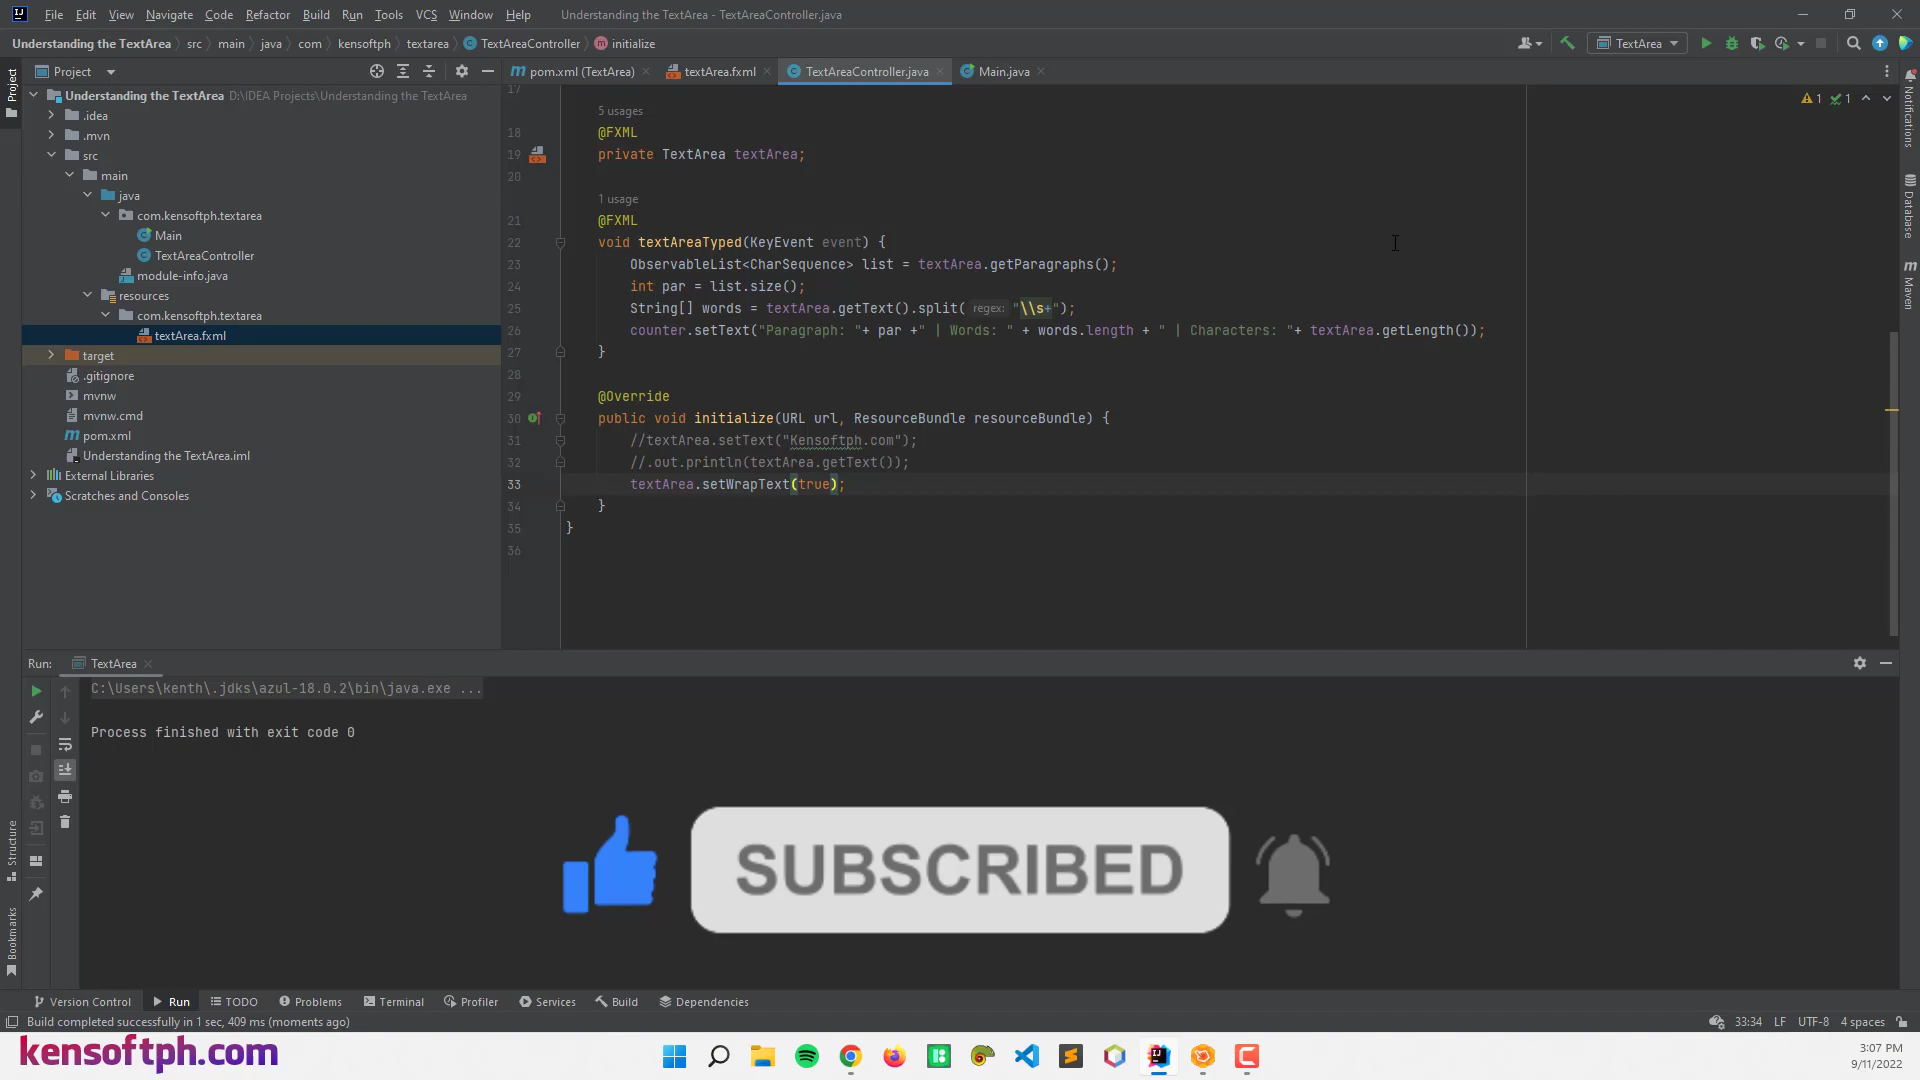 File Edit View Navigate Code Refactor Build Run Tools VCS Window Help Understanding the TextArea - TextAreaController.java
Understanding the TextArea src main java com kensoftph textarea TextAreaController initialize
TextArea
Project
pom.xml (TextArea) textArea.fxml TextAreaController.java Main.java
Project
Understanding the TextArea D:\IDEA Projects\Understanding the TextArea
.idea
.mvn
src
main
java
com.kensoftph.textarea
Main
TextAreaController
module-info.java
resources
com.kensoftph.textarea
textArea.fxml
target
.gitignore
mvnw
mvnw.cmd
pom.xml
Understanding the TextArea.iml
External Libraries
Scratches and Consoles
17
5 usages
18 @FXML
19 private TextArea textArea;
20
1 usage
21 @FXML
22 void textAreaTyped(KeyEvent event) {
23 ObservableList<CharSequence> list = textArea.getParagraphs();
24 int par = list.size();
25 String[] words = textArea.getText().split( regex: "\\s+");
26 counter.setText("Paragraph: "+ par +" | Words: " + words.length + " | Characters: "+ textArea.getLength());
27 }
28
29 @Override
30 public void initialize(URL url, ResourceBundle resourceBundle) {
31 //textArea.setText("Kensoftph.com");
32 //.out.println(textArea.getText());
33 textArea.setWrapText(true);
34 }
35 }
36
1 1
Notifications
Database
m Maven
Run: TextArea
C:\Users\kenth\.jdks\azul-18.0.2\bin\java.exe ...
Process finished with exit code 0
SUBSCRIBED
Structure
Bookmarks
Version Control Run TODO Problems Terminal Profiler Services Build Dependencies
Build completed successfully in 1 sec, 409 ms (moments ago)
33:34 LF UTF-8 4 spaces
kensoftph.com
3:07 PM
9/11/2022